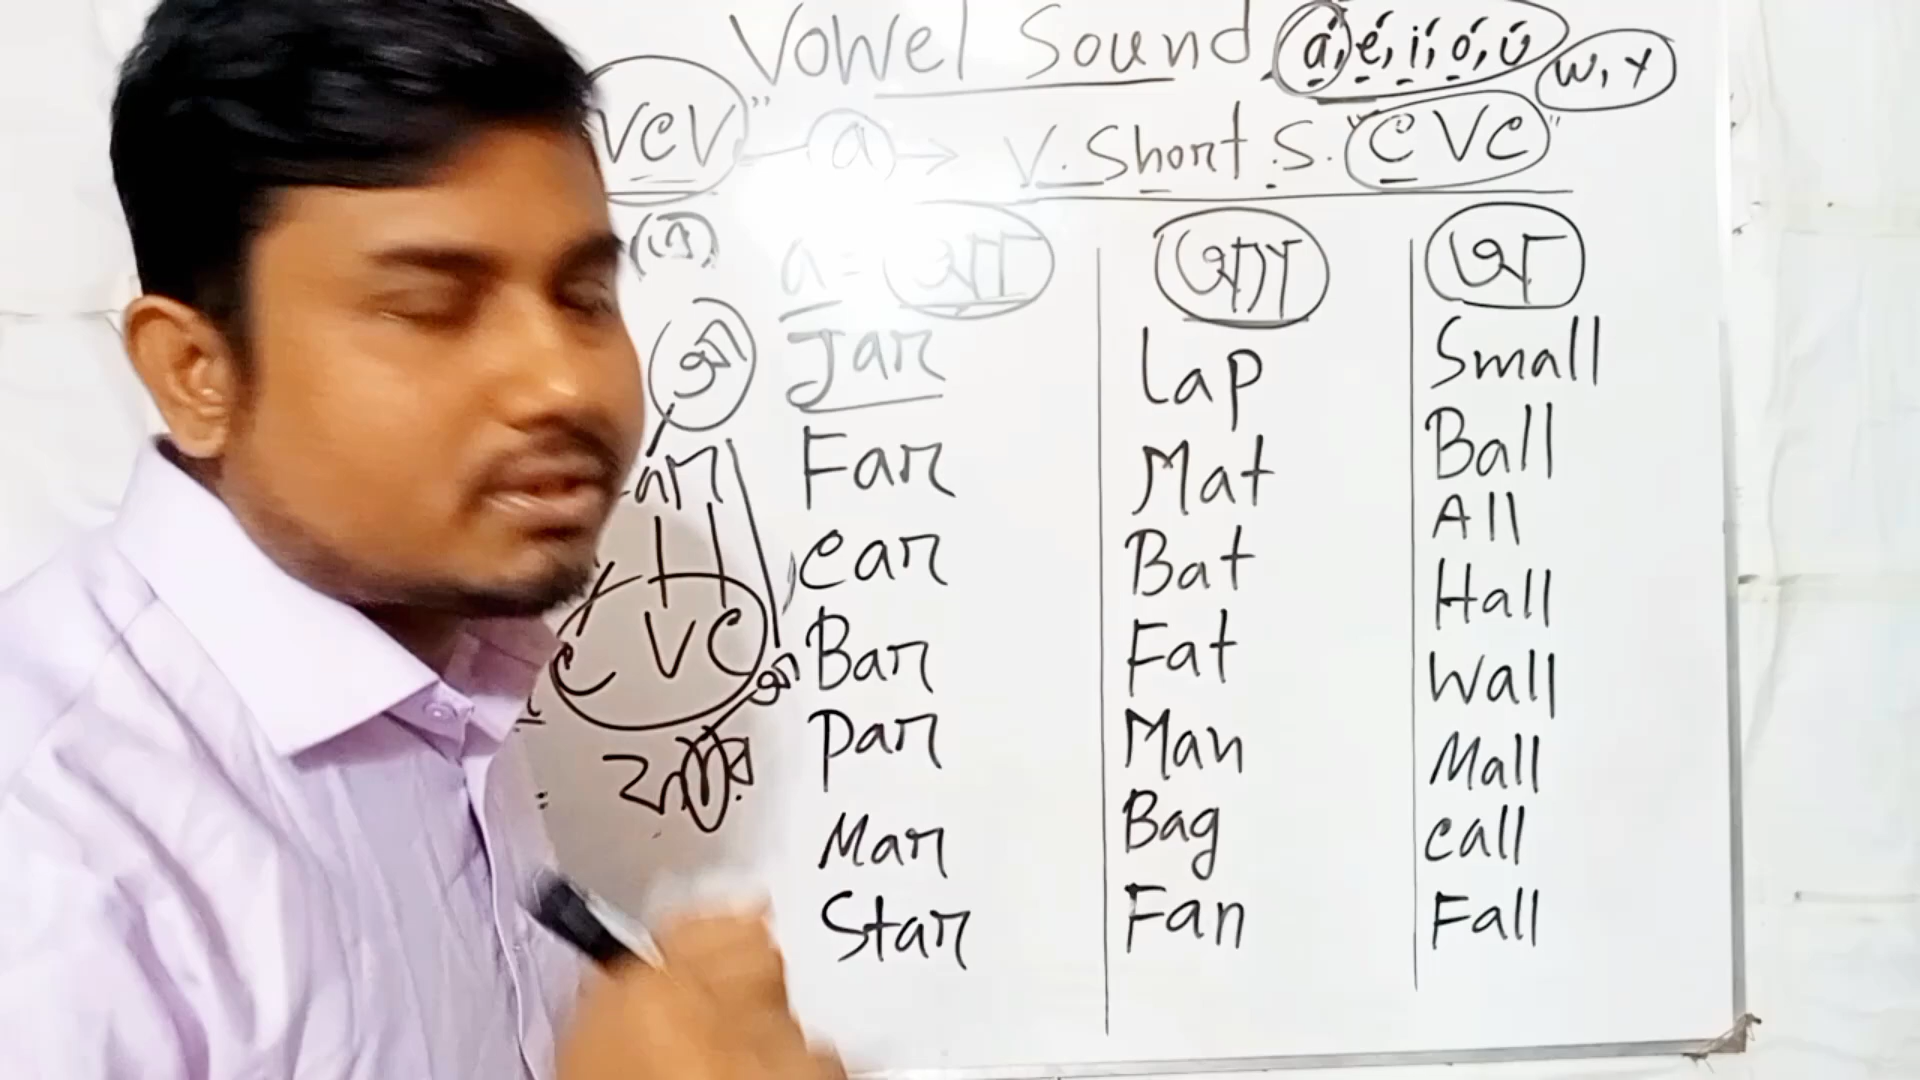 Vowel Sound a, e, i, o, u w, y
"VCV" a → V. Short .S. "CVC"
a = আ অ্যা অ
Jar Lap Small
Far Mat Ball
Car Bat All
Bar Fat Hall
Par Man Wall
Mar Bag Mall
Star Fan Call
Fall
CVC